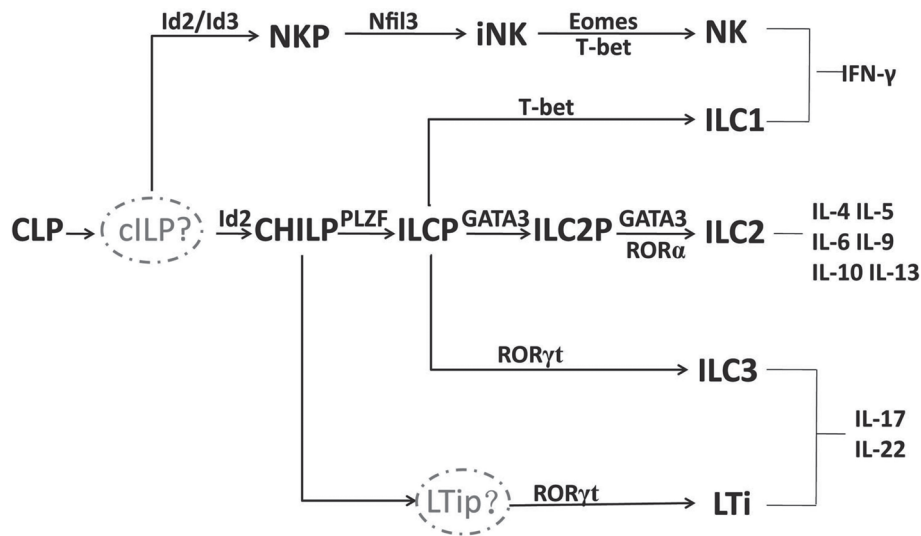 Id2/Id3
NKP
Nfil3
iNK
Eomes
T-bet
NK
IFN-γ
T-bet
ILC1
CLP
cILP?
Id2
CHILP
PLZF
ILCP
GATA3
ILC2P
GATA3
RORα
ILC2
IL-4 IL-5
IL-6 IL-9
IL-10 IL-13
RORγt
ILC3
IL-17
IL-22
LTip?
RORγt
LTi